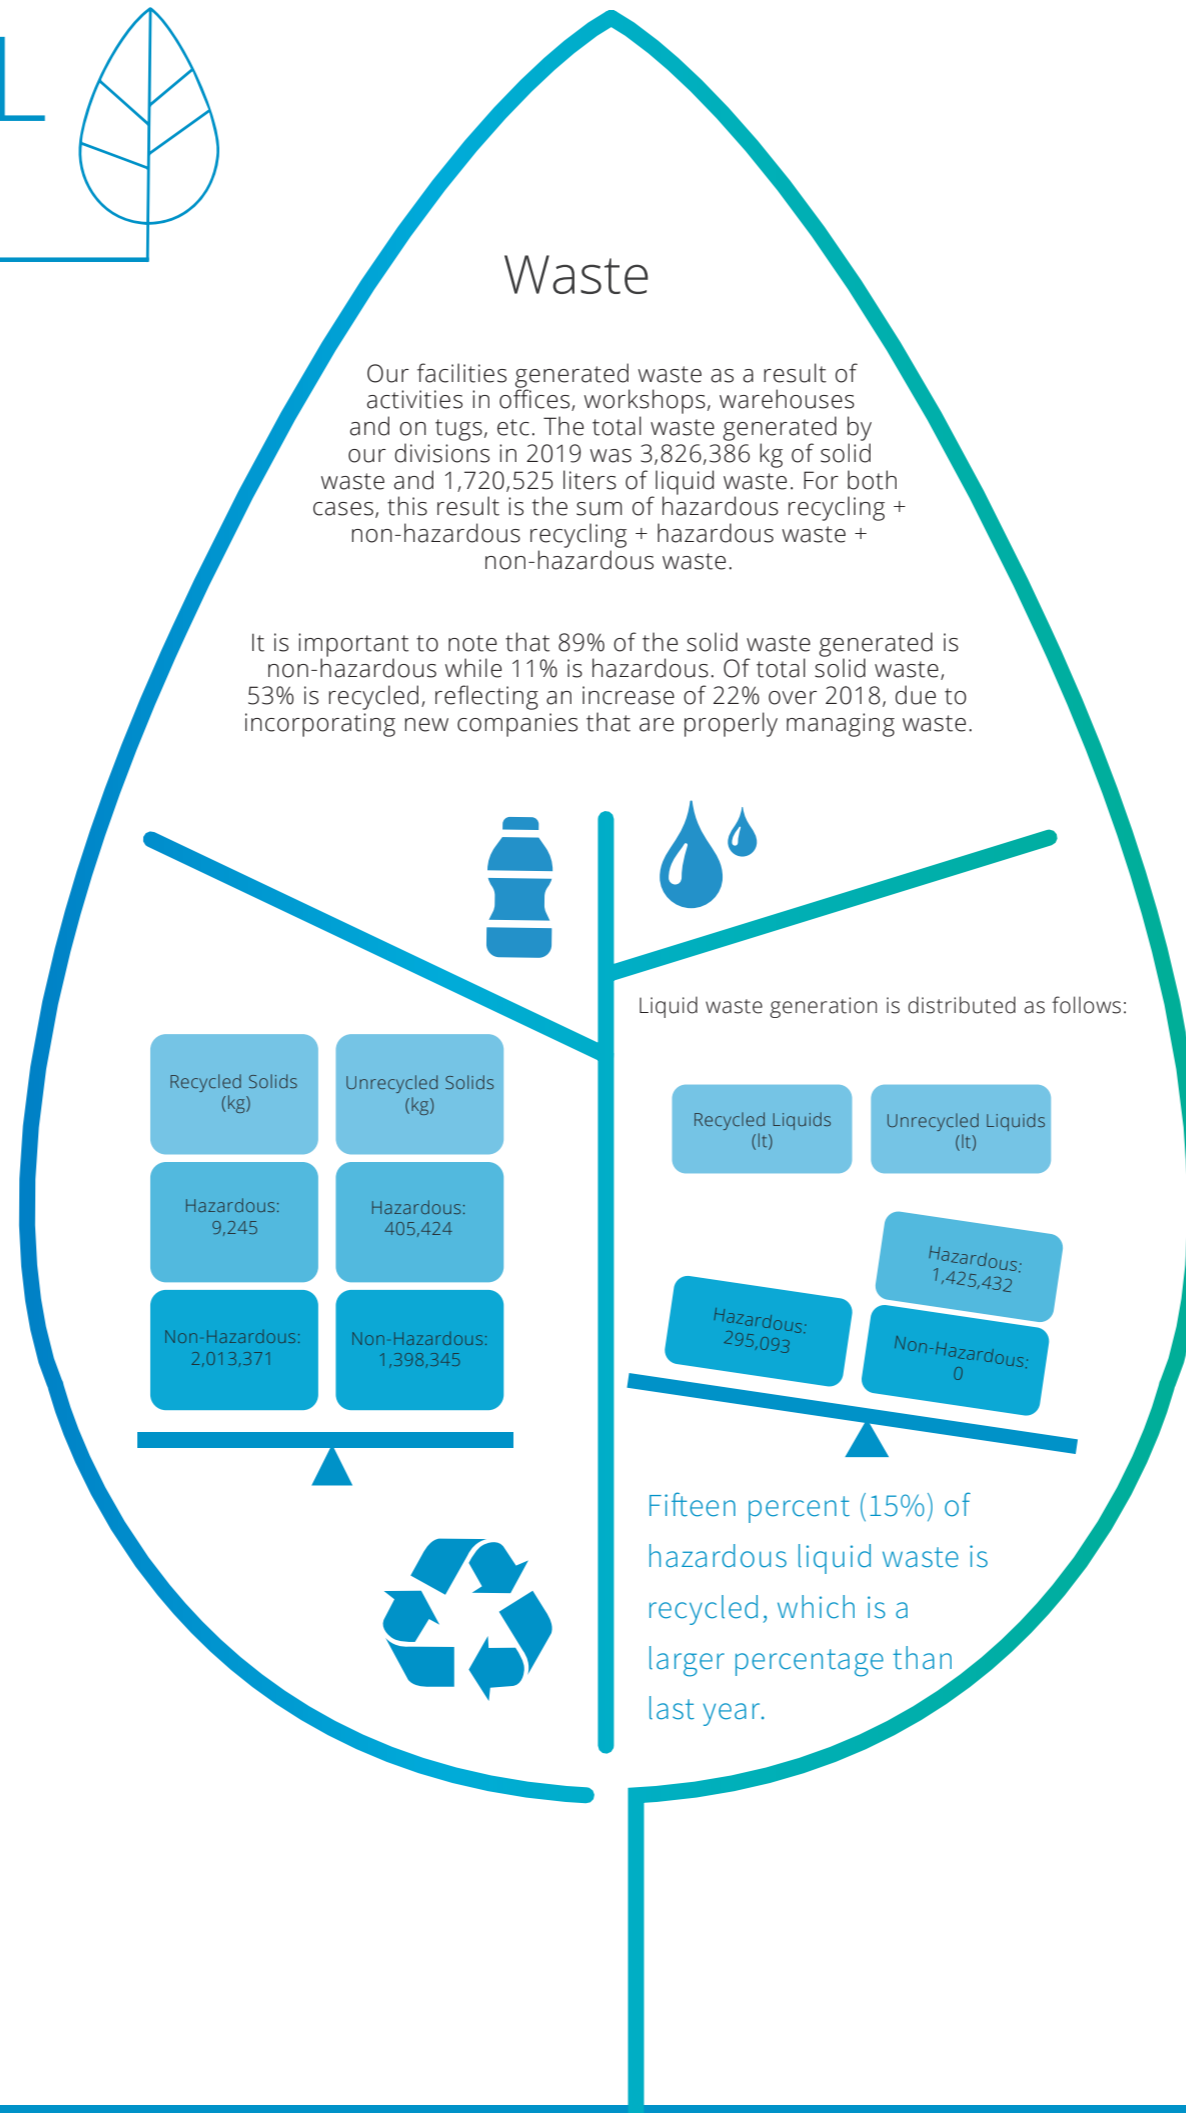 L
Waste
Our facilities generated waste as a result of
activities in offices, workshops, warehouses
and on tugs, etc. The total waste generated by
our divisions in 2019 was 3,826,386 kg of solid
waste and 1,720,525 liters of liquid waste. For both
cases, this result is the sum of hazardous recycling +
non-hazardous recycling + hazardous waste +
non-hazardous waste.
It is important to note that 89% of the solid waste generated is
non-hazardous while 11% is hazardous. Of total solid waste,
53% is recycled, reflecting an increase of 22% over 2018, due to
incorporating new companies that are properly managing waste.
Recycled Solids
(kg)
Unrecycled Solids
(kg)
Hazardous:
9,245
Hazardous:
405,424
Non-Hazardous:
2,013,371
Non-Hazardous:
1,398,345
Liquid waste generation is distributed as follows:
Recycled Liquids
(lt)
Unrecycled Liquids
(lt)
Hazardous:
1,425,432
Hazardous:
295,093
Non-Hazardous:
0
Fifteen percent (15%) of
hazardous liquid waste is
recycled, which is a
larger percentage than
last year.